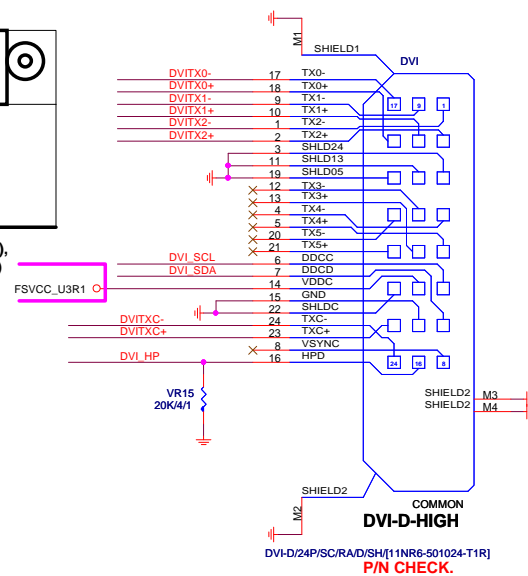 M1
SHIELD1
DVI
DVITX0- 17 TX0-
DVITX0+ 18 TX0+
DVITX1- 9 TX1-
DVITX1+ 10 TX1+
DVITX2- 1 TX2-
DVITX2+ 2 TX2+
17 9 1
3 SHLD24
11 SHLD13
19 SHLD05
12 TX3-
13 TX3+
4 TX4-
5 TX4+
20 TX5-
21 TX5+
),
)
DVI_SCL 6 DDCC
DVI_SDA 7 DDCD
FSVCC_U3R1 14 VDDC
15 GND
22 SHLDC
DVITXC- 24 TXC-
DVITXC+ 23 TXC+
8 VSYNC
DVI_HP 16 HPD
24 16 8
VR15
20K/4/1
SHIELD2 M3
SHIELD2 M4
SHIELD2
M2
COMMON
DVI-D-HIGH
DVI-D/24P/SC/RA/D/SH/[11NR6-501024-T1R]
P/N CHECK.